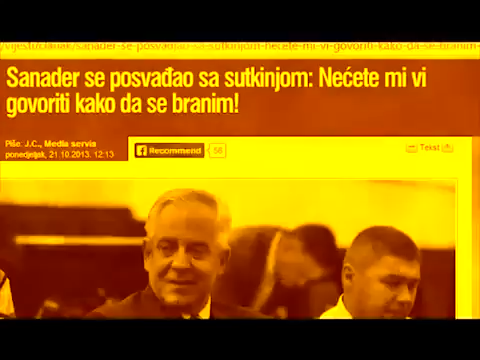 /vijesti/clanak/sanader-se-posvađao-sa-sutkinjom-necete-mi-vi-govoriti-kako-da-se-branim
Sanader se posvađao sa sutkinjom: Nećete mi vi
govoriti kako da se branim!
Piše: J.C., Media servis
ponedjeljak, 21.10.2013. 12:13
Recommend 56
Tekst